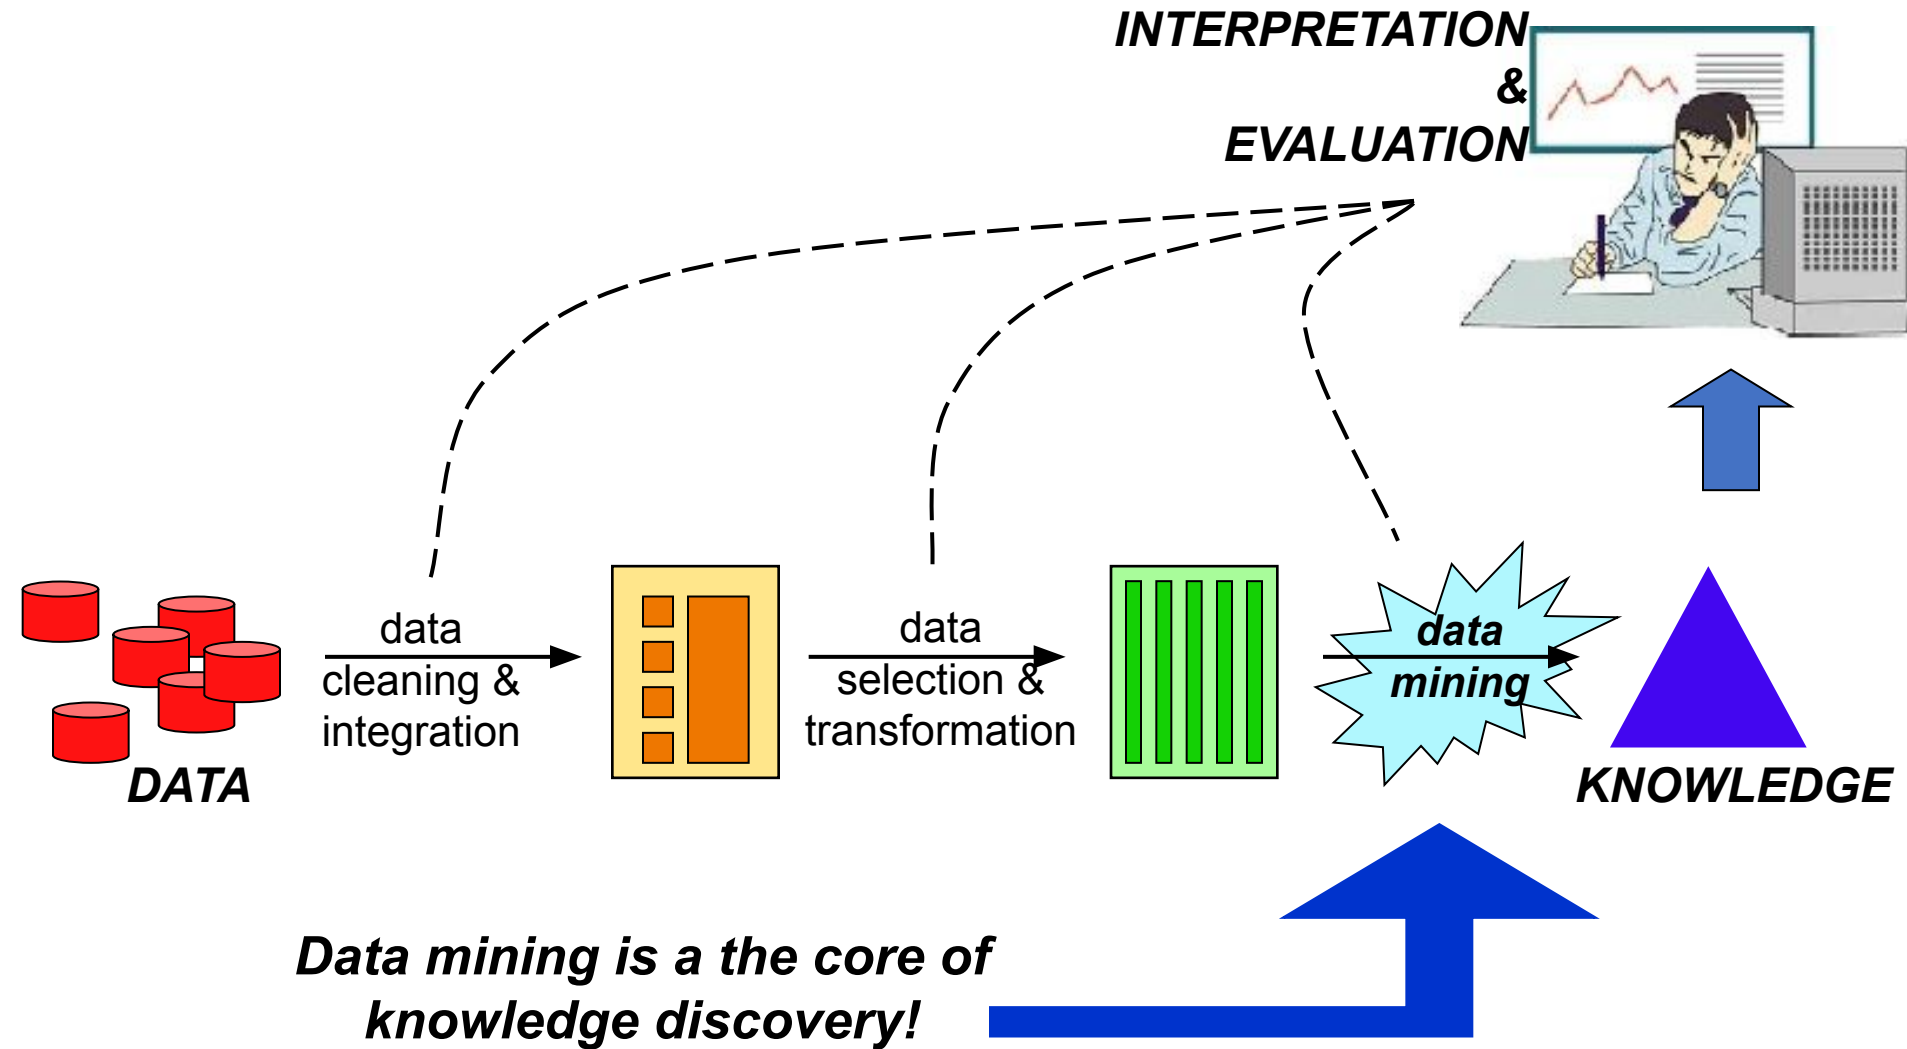 INTERPRETATION
&
EVALUATION
data
cleaning &
integration
data
selection &
transformation
data
mining
DATA
KNOWLEDGE
Data mining is a the core of
knowledge discovery!